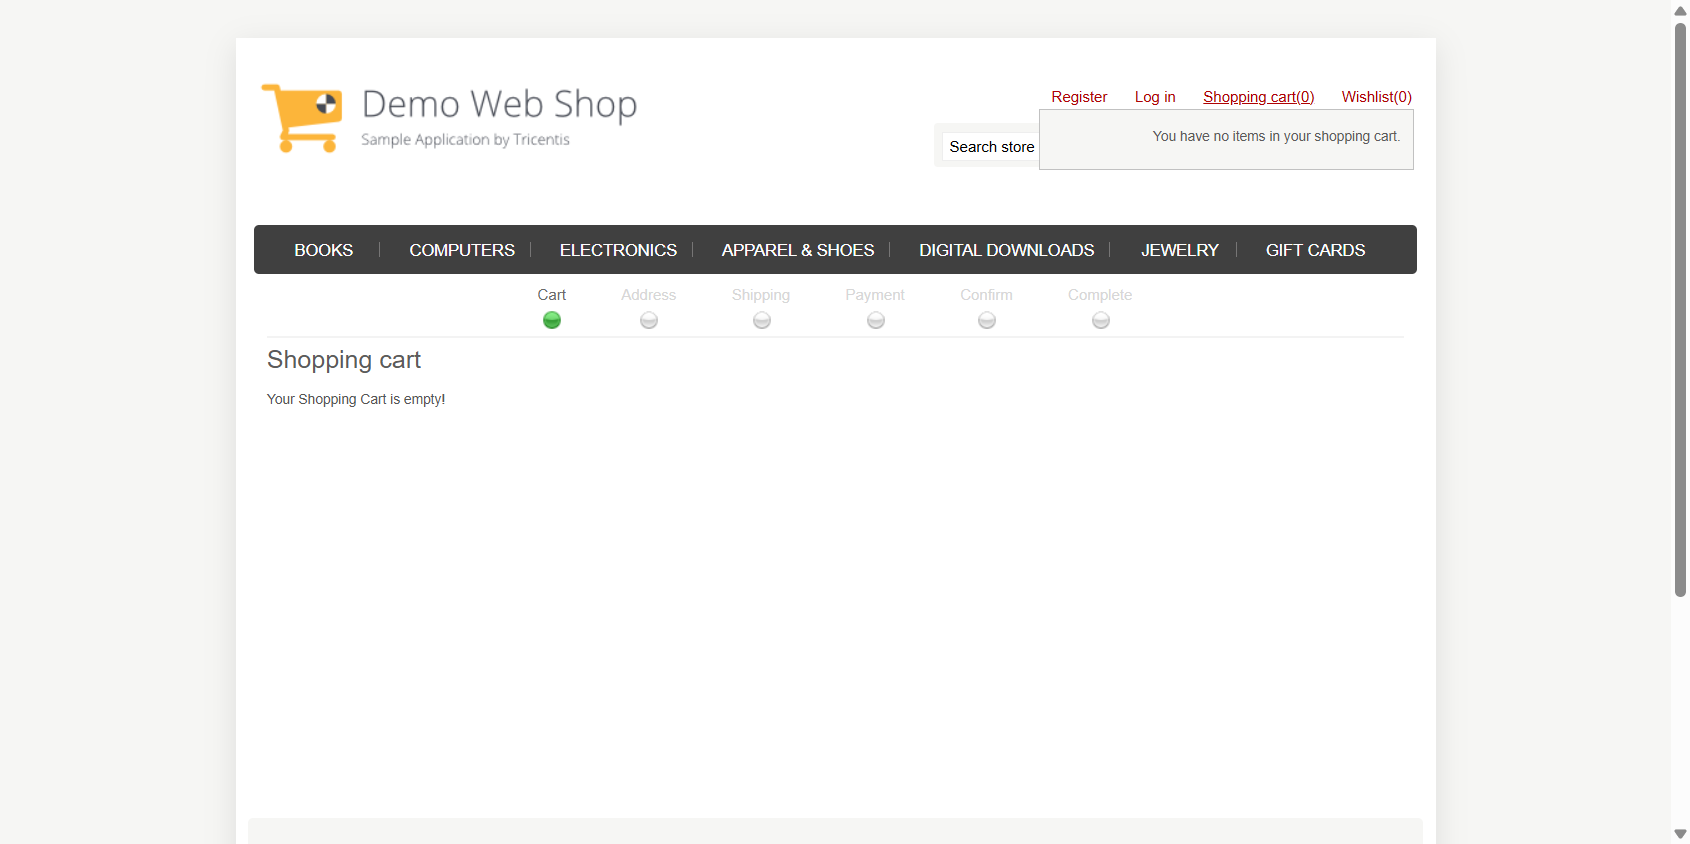 Demo Web Shop
Sample Application by Tricentis
Register Log in Shopping cart(0) Wishlist(0)
You have no items in your shopping cart.
Search store
BOOKS COMPUTERS ELECTRONICS APPAREL & SHOES DIGITAL DOWNLOADS JEWELRY GIFT CARDS
Cart Address Shipping Payment Confirm Complete
Shopping cart
Your Shopping Cart is empty!